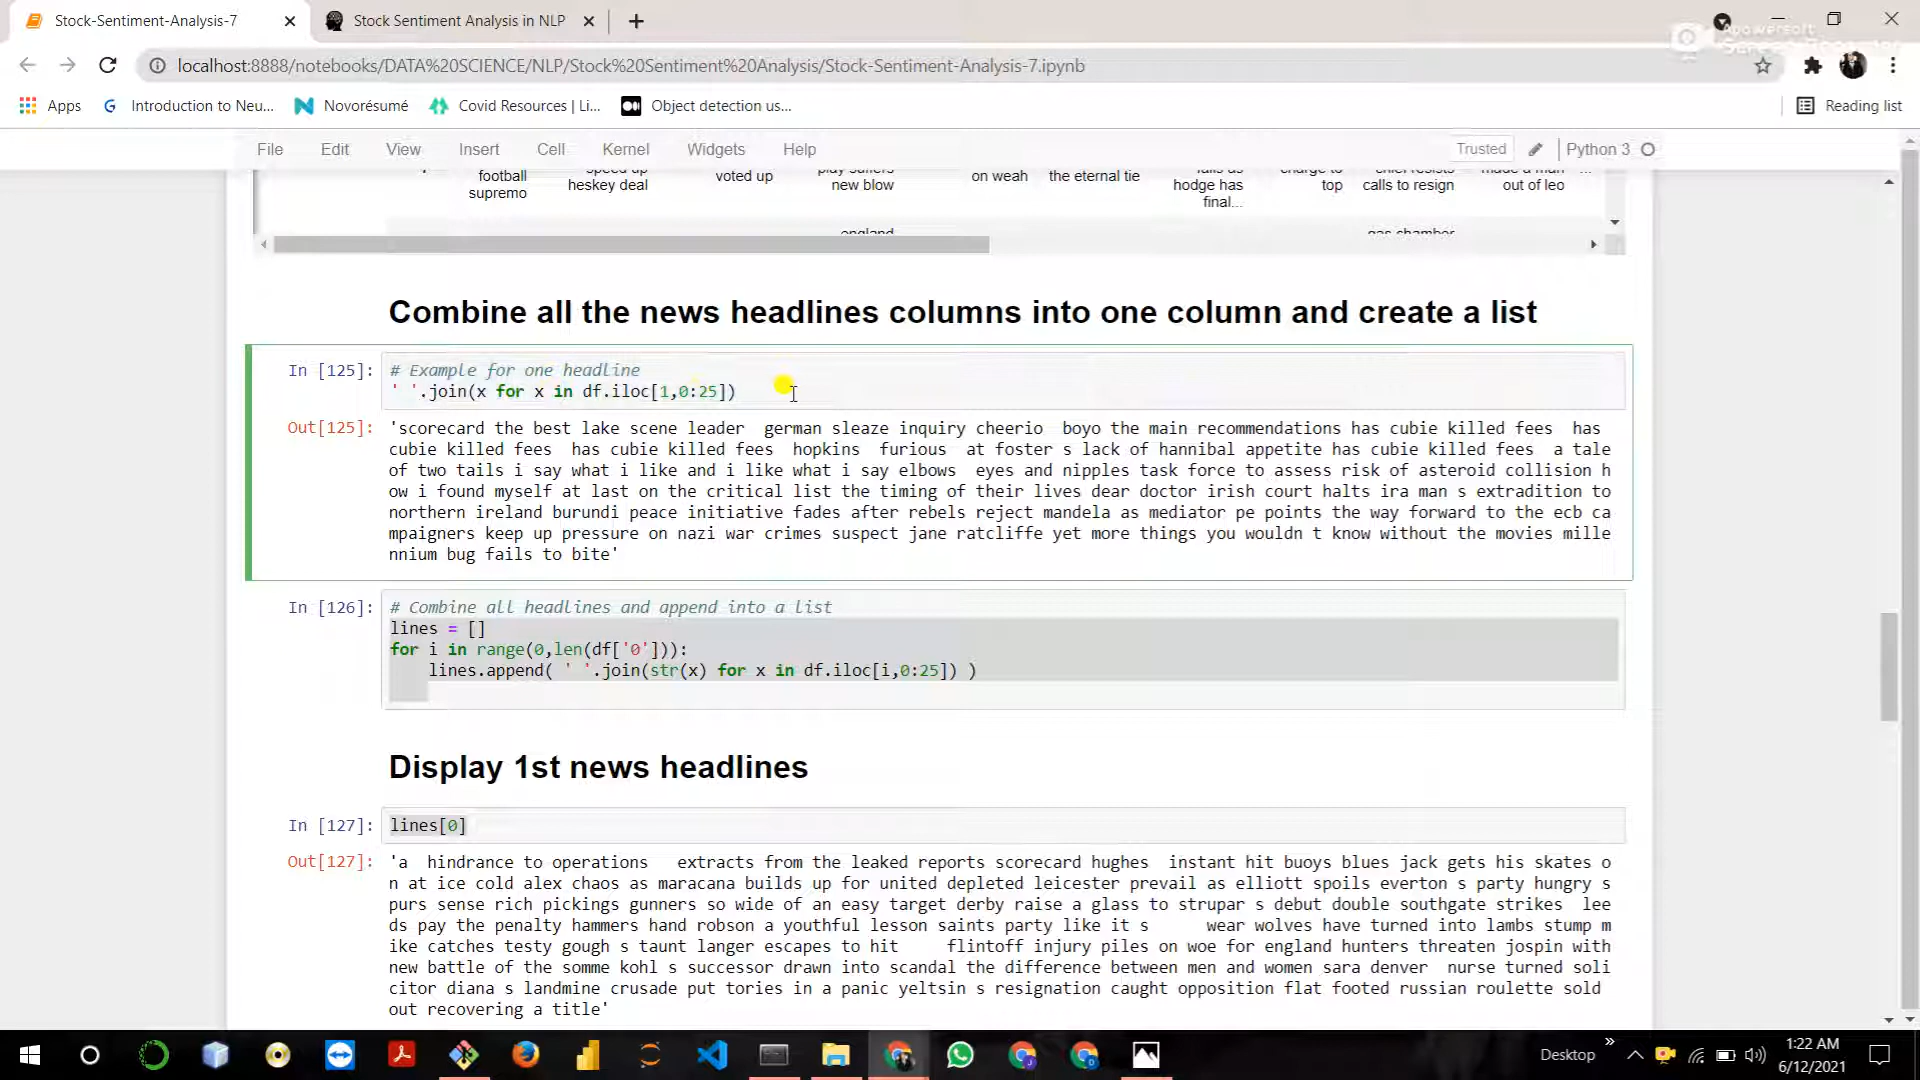 Stock-Sentiment-Analysis-7
Stock Sentiment Analysis in NLP
Apowersoft
localhost:8888/notebooks/DATA%20SCIENCE/NLP/Stock%20Sentiment%20Analysis/Stock-Sentiment-Analysis-7.ipynb
Apps
Introduction to Neu...
Novorésumé
Covid Resources | Li...
Object detection us...
Reading list
File Edit View Insert Cell Kernel Widgets Help
Trusted
Python 3
football speed up voted up play suffers on weah the eternal tie falls as charge to chief resists made a man ...
supremo heskey deal new blow hodge has top calls to resign out of leo
final...
england gas chamber
Combine all the news headlines columns into one column and create a list
In [125]: # Example for one headline
' '.join(x for x in df.iloc[1,0:25])
Out[125]: 'scorecard the best lake scene leader  german sleaze inquiry cheerio  boyo the main recommendations has cubie killed fees  has
cubie killed fees  has cubie killed fees  hopkins  furious  at foster s lack of hannibal appetite has cubie killed fees  a tale
of two tails i say what i like and i like what i say elbows  eyes and nipples task force to assess risk of asteroid collision h
ow i found myself at last on the critical list the timing of their lives dear doctor irish court halts ira man s extradition to
northern ireland burundi peace initiative fades after rebels reject mandela as mediator pe points the way forward to the ecb ca
mpaigners keep up pressure on nazi war crimes suspect jane ratcliffe yet more things you wouldn t know without the movies mille
nnium bug fails to bite'
In [126]: # Combine all headlines and append into a list
lines = []
for i in range(0,len(df['0'])):
lines.append( ' '.join(str(x) for x in df.iloc[i,0:25]) )
Display 1st news headlines
In [127]: lines[0]
Out[127]: 'a  hindrance to operations   extracts from the leaked reports scorecard hughes  instant hit buoys blues jack gets his skates o
n at ice cold alex chaos as maracana builds up for united depleted leicester prevail as elliott spoils everton s party hungry s
purs sense rich pickings gunners so wide of an easy target derby raise a glass to strupar s debut double southgate strikes  lee
ds pay the penalty hammers hand robson a youthful lesson saints party like it s      wear wolves have turned into lambs stump m
ike catches testy gough s taunt langer escapes to hit     flintoff injury piles on woe for england hunters threaten jospin with
new battle of the somme kohl s successor drawn into scandal the difference between men and women sara denver  nurse turned soli
citor diana s landmine crusade put tories in a panic yeltsin s resignation caught opposition flat footed russian roulette sold
out recovering a title'
Desktop
1:22 AM
6/12/2021